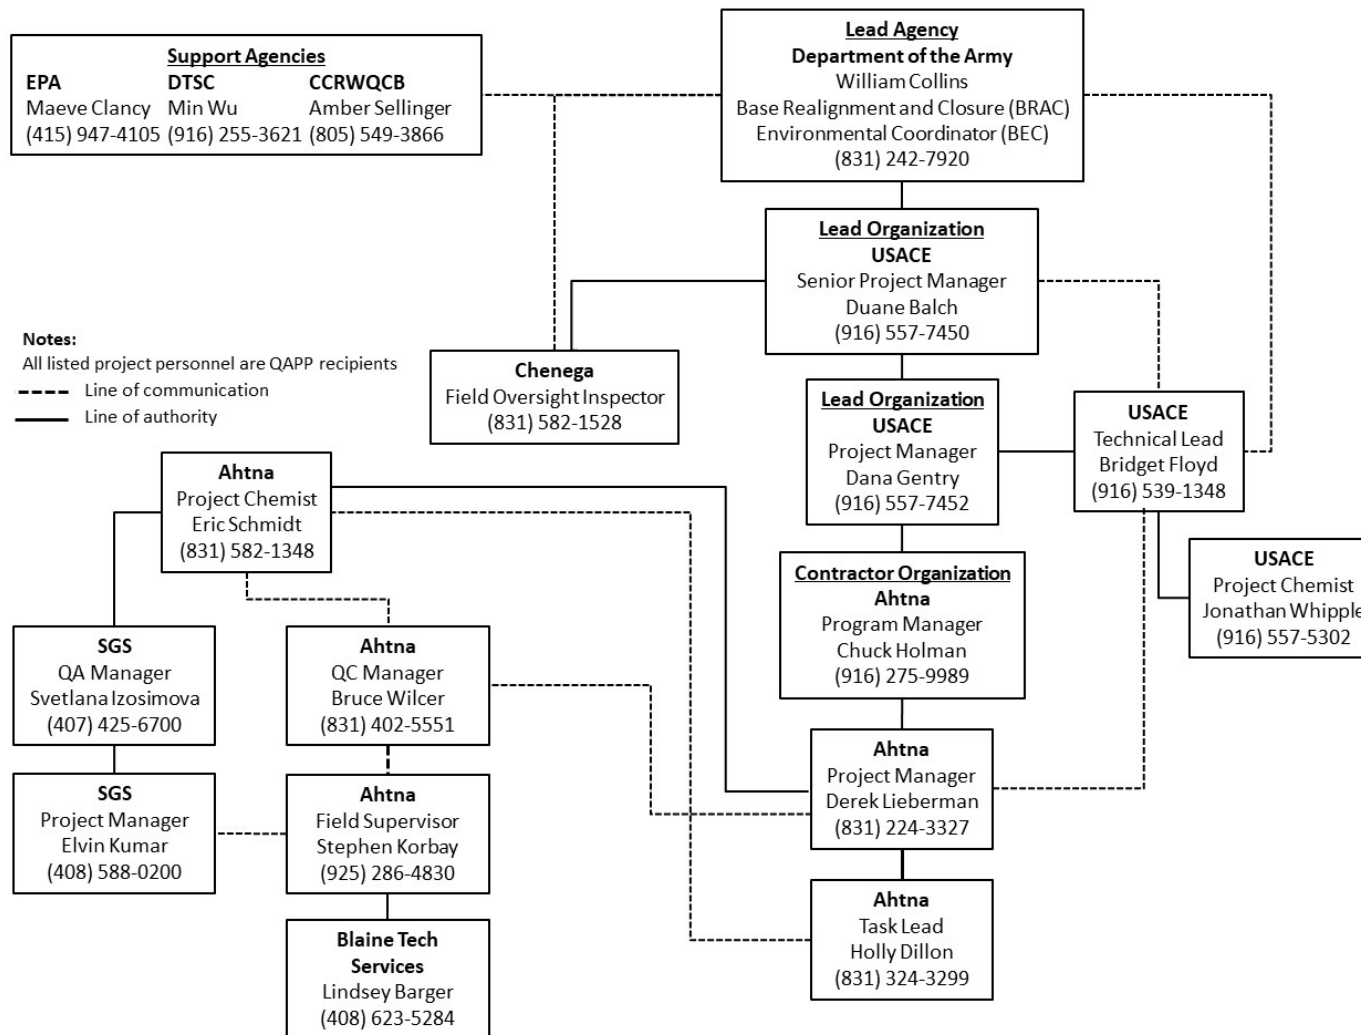 Support Agencies
EPA DTSC CCRWQCB
Maeve Clancy Min Wu Amber Sellinger
(415) 947-4105 (916) 255-3621 (805) 549-3866
Lead Agency
Department of the Army
William Collins
Base Realignment and Closure (BRAC)
Environmental Coordinator (BEC)
(831) 242-7920
Lead Organization
USACE
Senior Project Manager
Duane Balch
(916) 557-7450
Notes:
All listed project personnel are QAPP recipients
Line of communication
Line of authority
Chenega
Field Oversight Inspector
(831) 582-1528
Lead Organization
USACE
Project Manager
Dana Gentry
(916) 557-7452
USACE
Technical Lead
Bridget Floyd
(916) 539-1348
Ahtna
Project Chemist
Eric Schmidt
(831) 582-1348
Contractor Organization
Ahtna
Program Manager
Chuck Holman
(916) 275-9989
USACE
Project Chemist
Jonathan Whipple
(916) 557-5302
SGS
QA Manager
Svetlana Izosimova
(407) 425-6700
Ahtna
QC Manager
Bruce Wilcer
(831) 402-5551
Ahtna
Project Manager
Derek Lieberman
(831) 224-3327
SGS
Project Manager
Elvin Kumar
(408) 588-0200
Ahtna
Field Supervisor
Stephen Korbay
(925) 286-4830
Ahtna
Task Lead
Holly Dillon
(831) 324-3299
Blaine Tech
Services
Lindsey Barger
(408) 623-5284